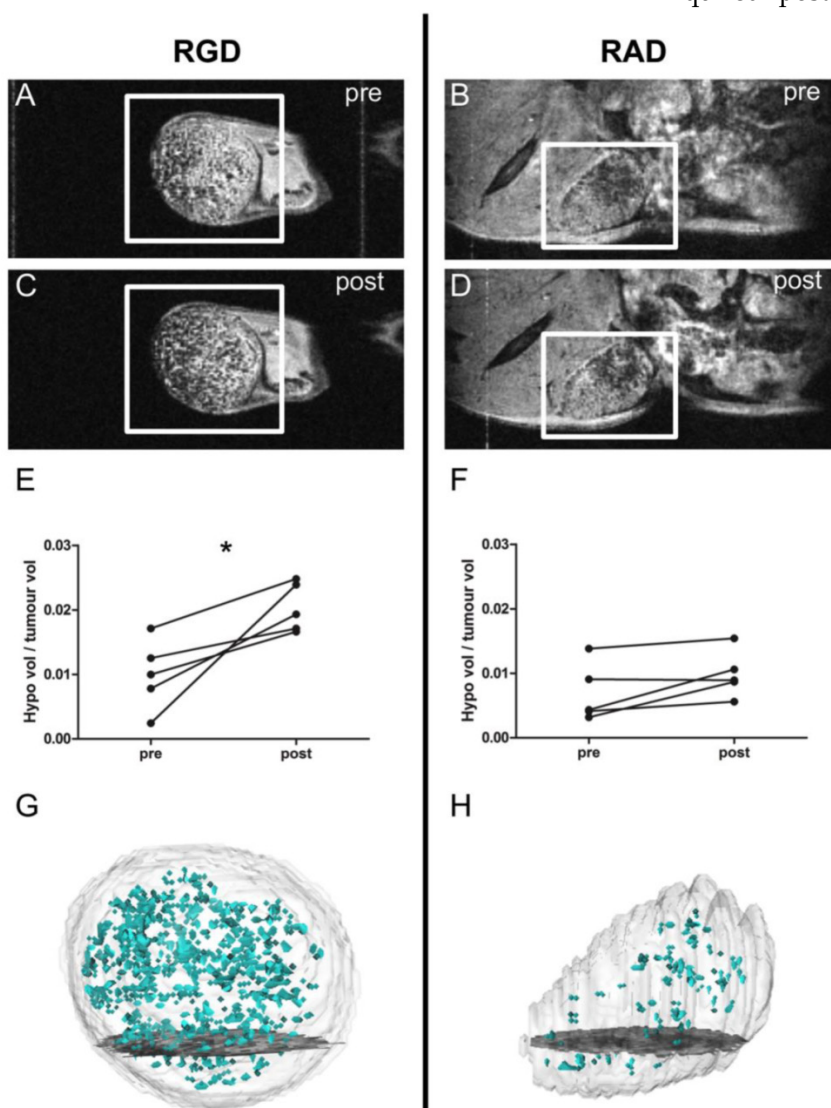 RGD
RAD
A
pre
B
pre
C
post
D
post
E
F
Hypo vol / tumour vol
0.03
0.02
0.01
0.00
*
pre
post
Hypo vol / tumour vol
0.03
0.02
0.01
0.00
pre
post
G
H